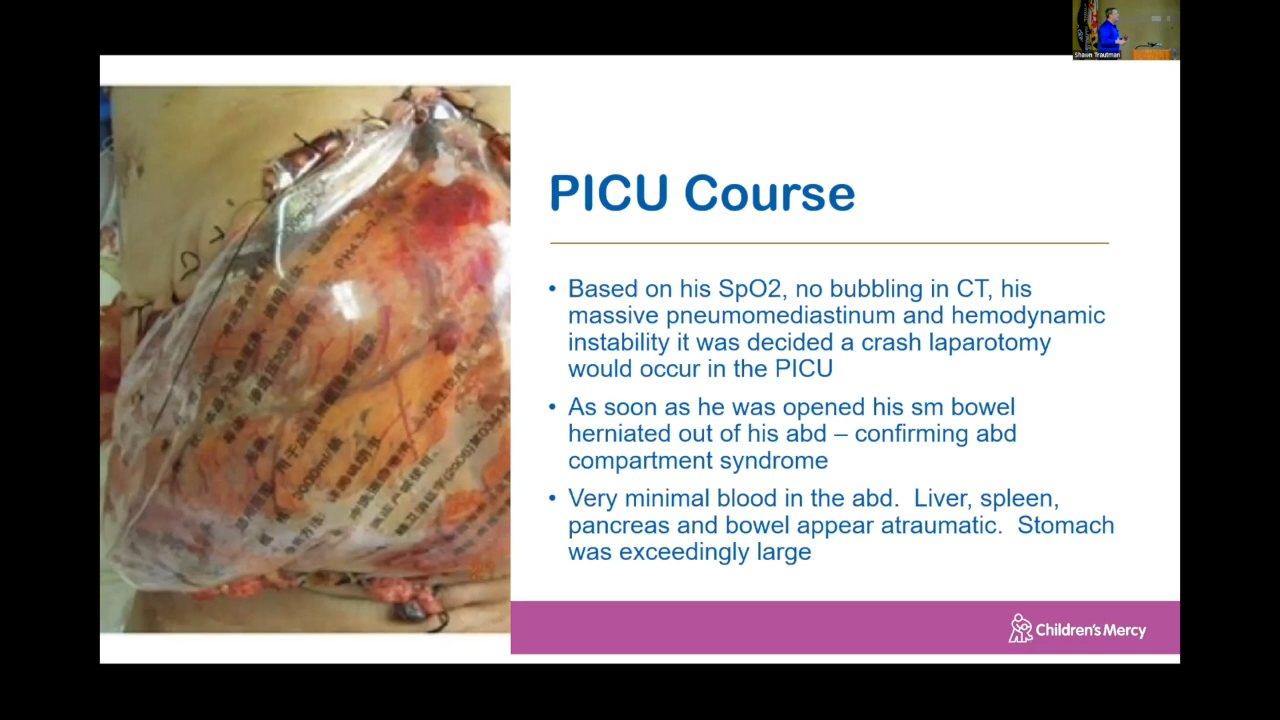 Shawn Trautman
PICU Course
• Based on his SpO2, no bubbling in CT, his
massive pneumomediastinum and hemodynamic
instability it was decided a crash laparotomy
would occur in the PICU
• As soon as he was opened his sm bowel
herniated out of his abd – confirming abd
compartment syndrome
• Very minimal blood in the abd.  Liver, spleen,
pancreas and bowel appear atraumatic.  Stomach
was exceedingly large
3000ml/
Children's Mercy